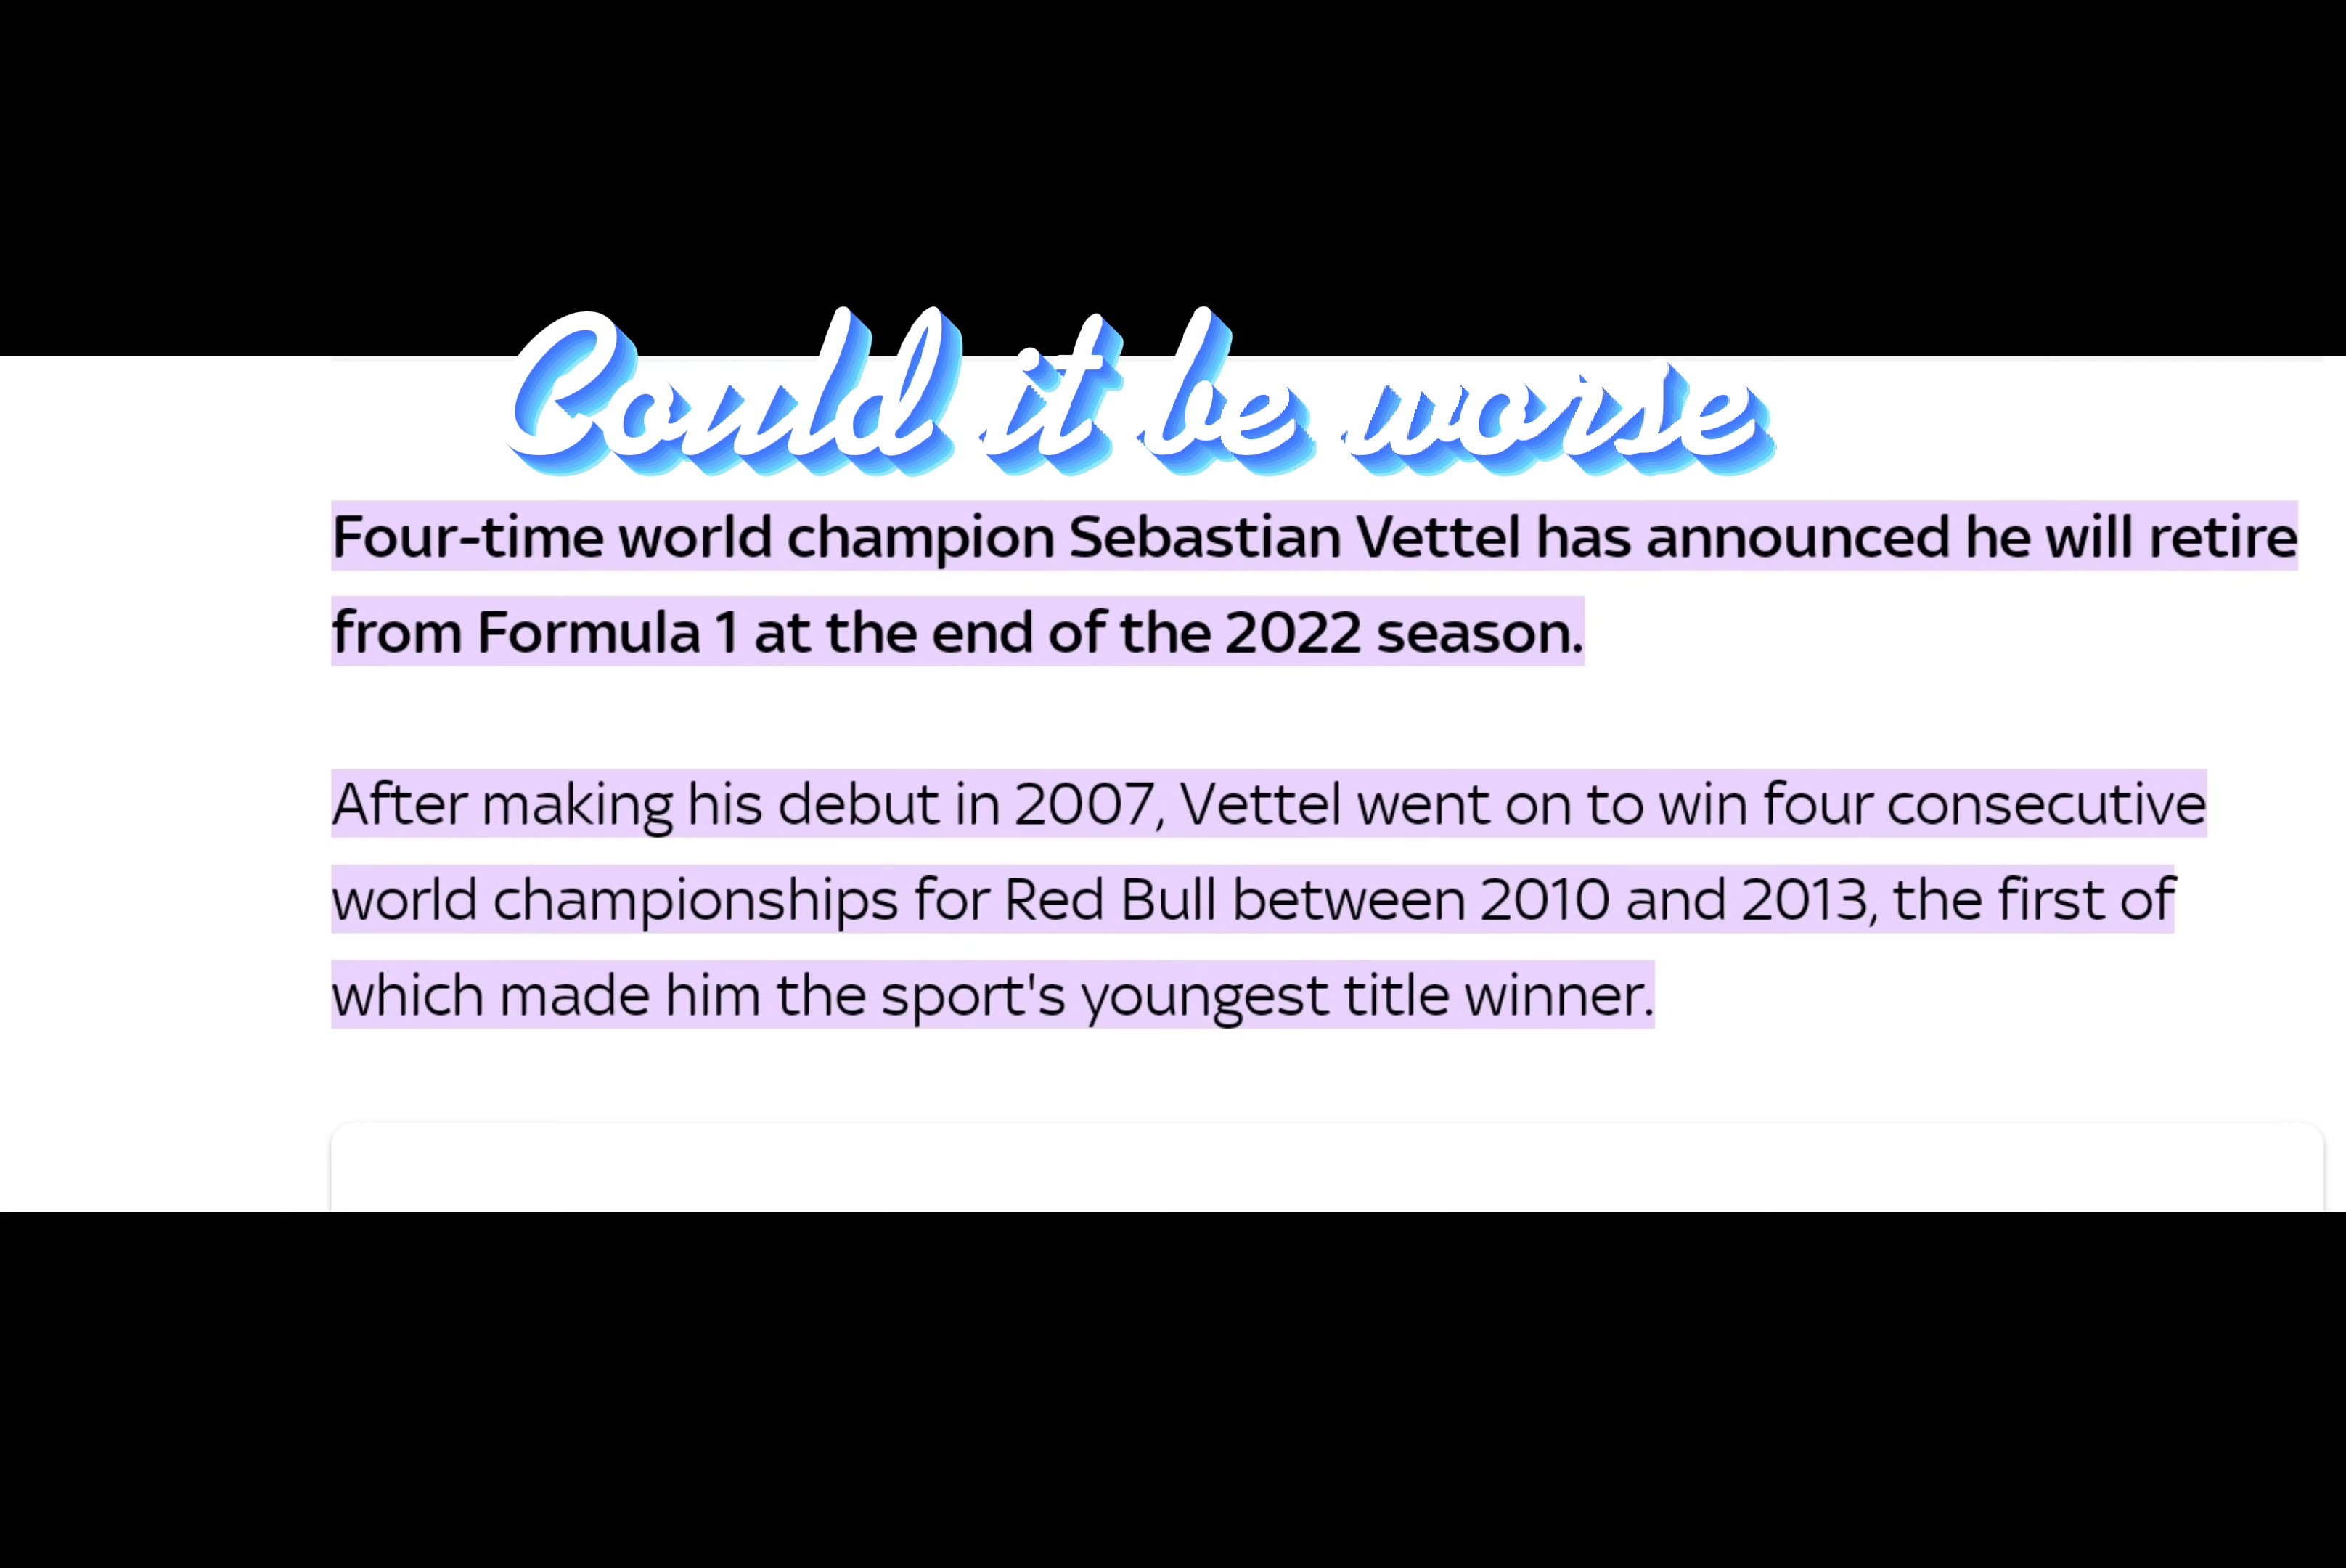 Could it be worse
Four-time world champion Sebastian Vettel has announced he will retire
from Formula 1 at the end of the 2022 season.
After making his debut in 2007, Vettel went on to win four consecutive
world championships for Red Bull between 2010 and 2013, the first of
which made him the sport's youngest title winner.